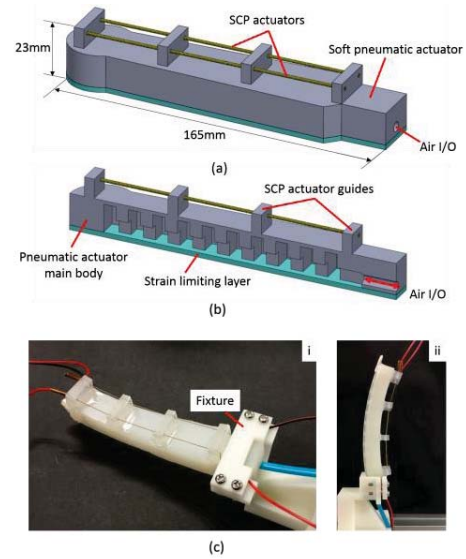 (a)
SCP actuators
23mm
Soft pneumatic actuator
165mm
Air I/O
(a)
SCP actuator guides
Pneumatic actuator
main body
Strain limiting layer
Air I/O
(b)
i
ii
Fixture
(c)